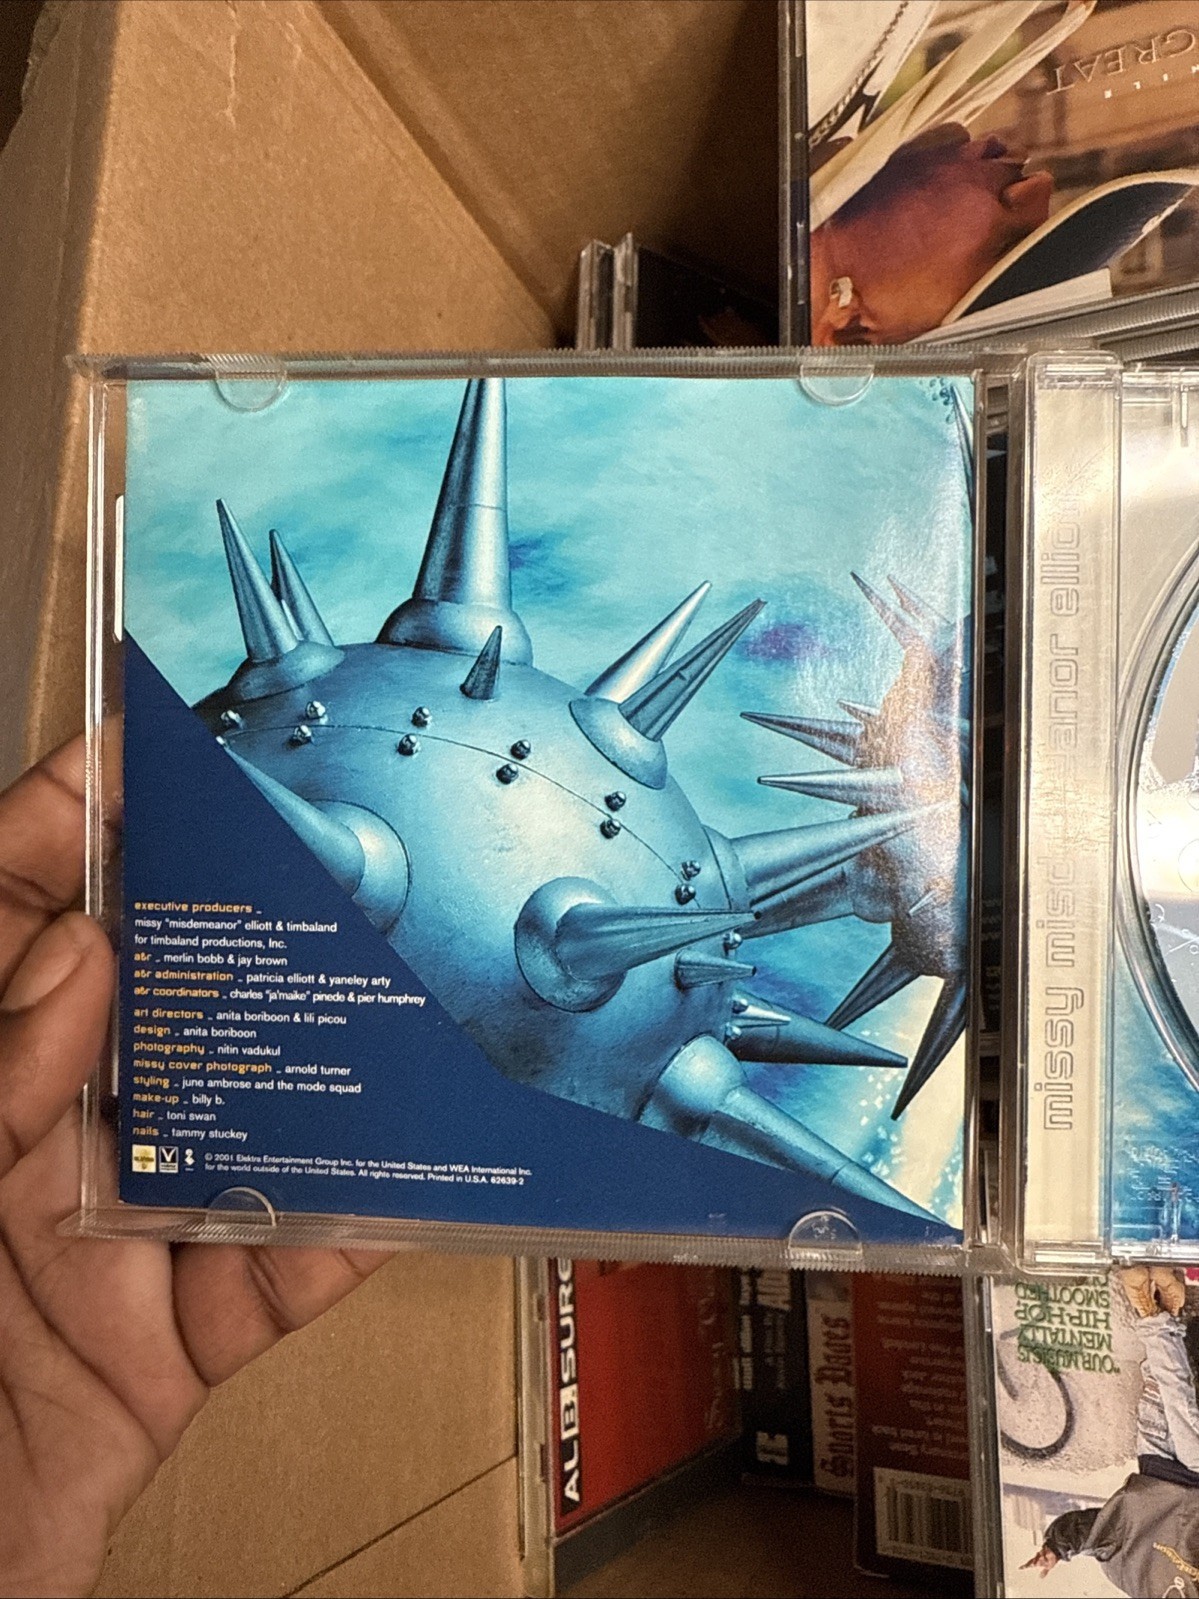 GREAT
missy misdemeanor elliott
executive producers _
missy "misdemeanor" elliott & timbaland
for timbaland productions, Inc.
a&r _ merlin bobb & jay brown
a&r administration _ patricia elliott & yaneley arty
a&r coordinators _ charles "ja'maike" pinede & pier humphrey
art directors _ anita boriboon & lili picou
design _ anita boriboon
photography _ nitin vadukul
missy cover photograph _ arnold turner
styling _ june ambrose and the mode squad
make-up _ billy b.
hair _ toni swan
nails _ tammy stuckey
© 2001 Elektra Entertainment Group Inc. for the United States and WEA International Inc.
for the world outside of the United States. All rights reserved. Printed in U.S.A. 62639-2
AL B. SURE
"OUR MUSIC IS
MENTALLY
HIP-HOP
SMOOTHED